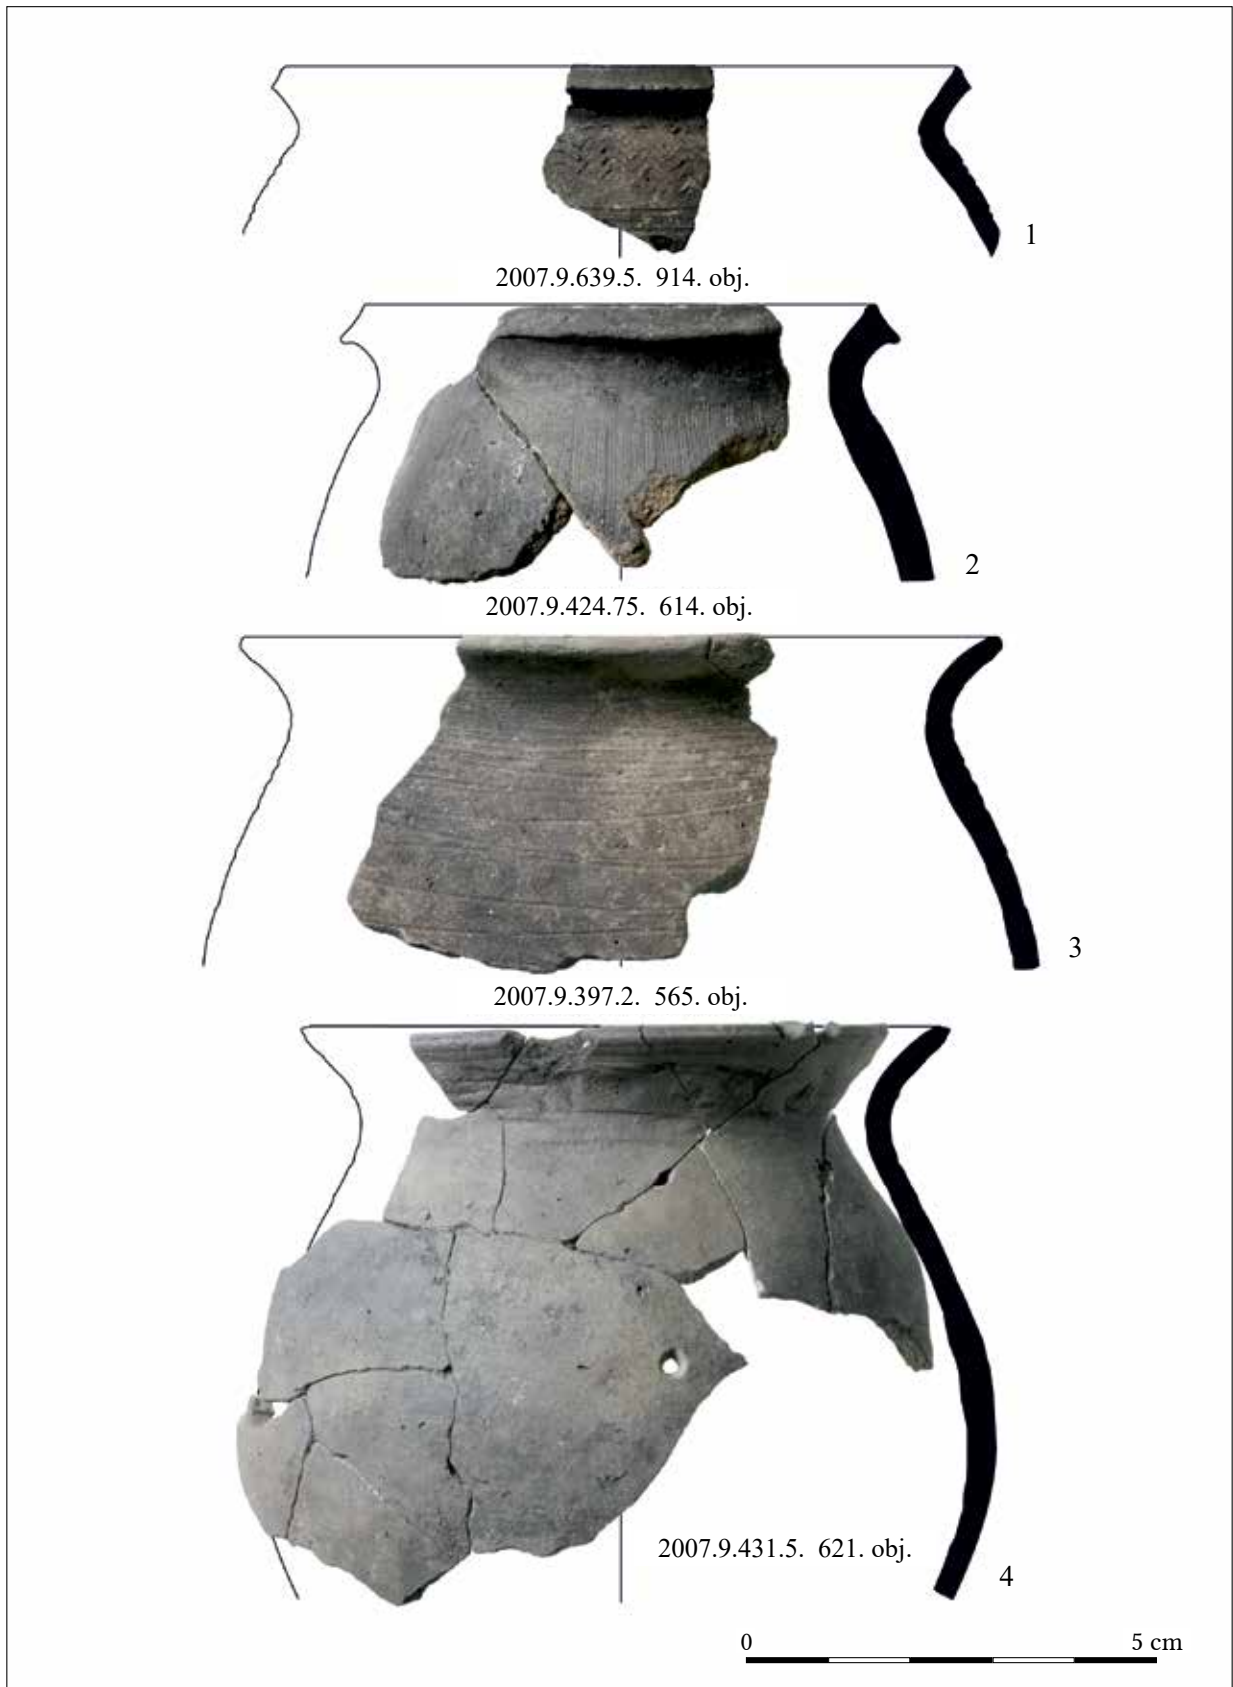 1
2007.9.639.5. 914. obj.
2
2007.9.424.75. 614. obj.
3
2007.9.397.2. 565. obj.
2007.9.431.5. 621. obj.
4
0 5 cm